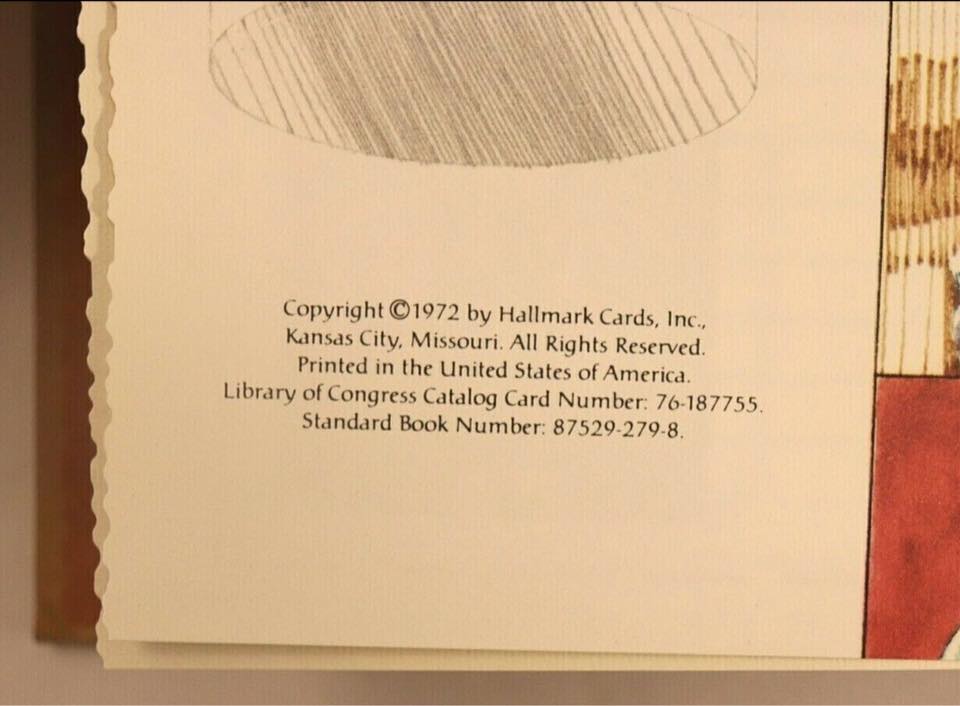 Copyright ©1972 by Hallmark Cards, Inc.,
Kansas City, Missouri. All Rights Reserved.
Printed in the United States of America.
Library of Congress Catalog Card Number: 76-187755.
Standard Book Number: 87529-279-8.